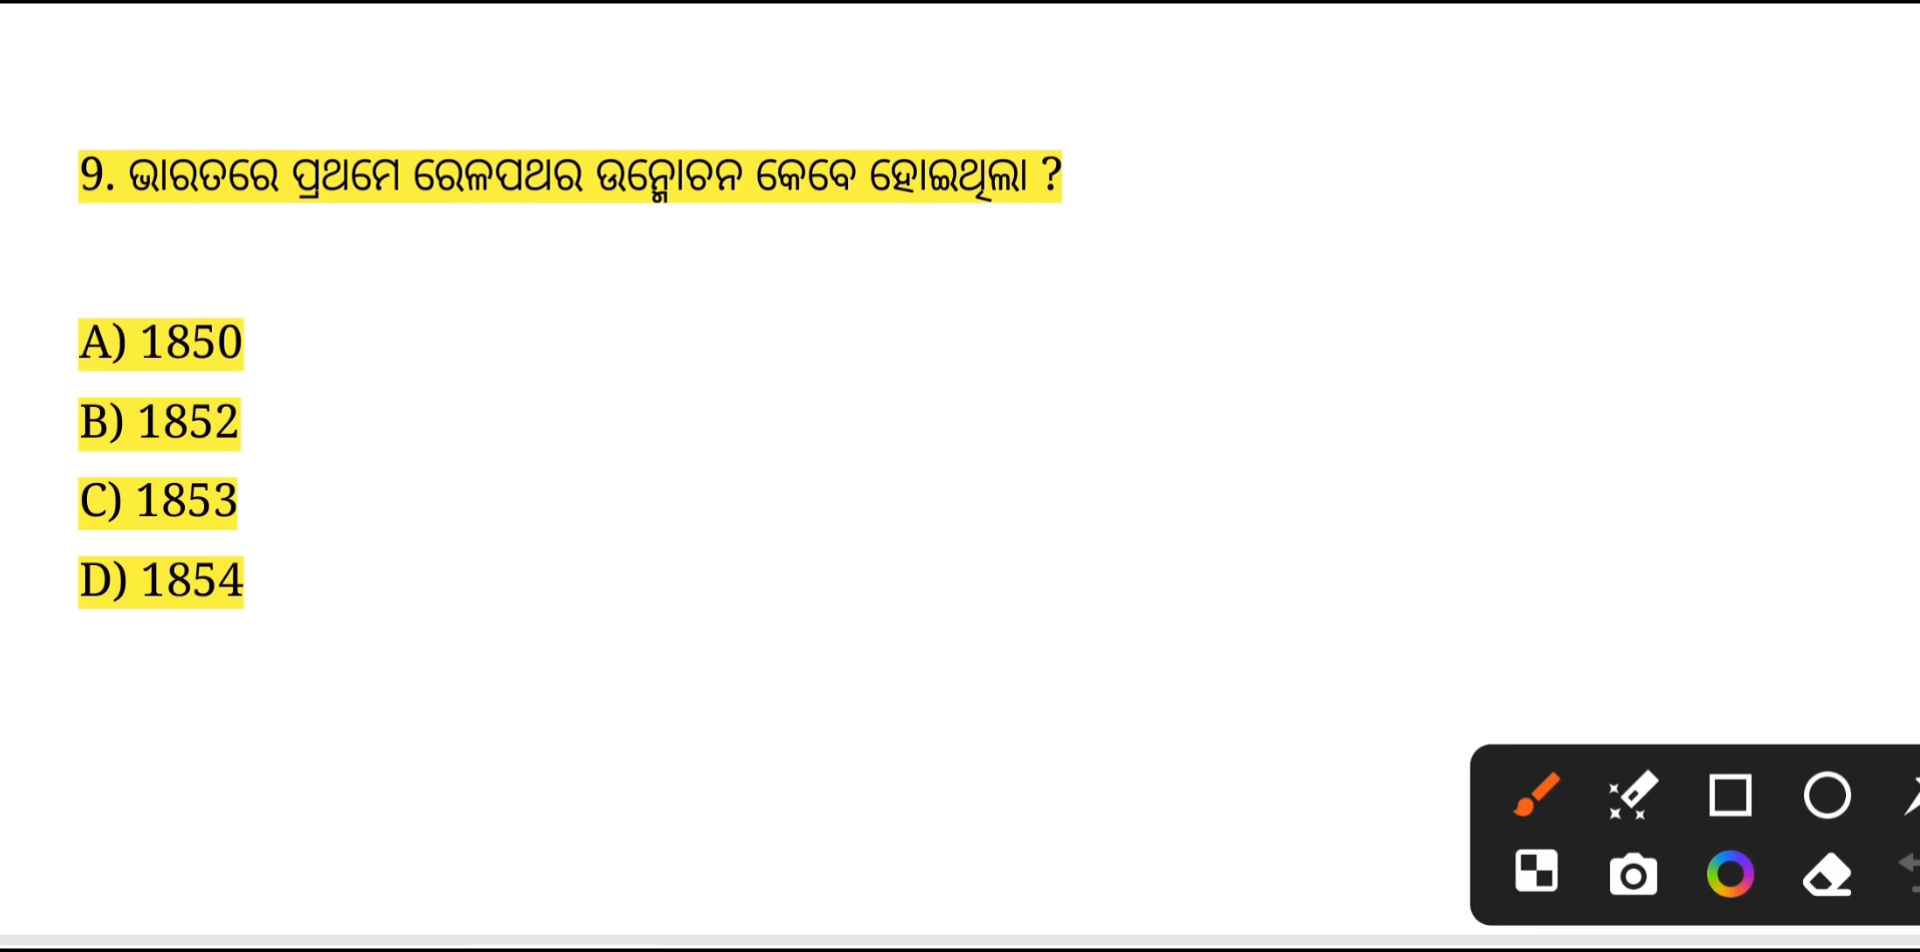 9. ଭାରତରେ ପ୍ରଥମେ ରେଳପଥର ଉନ୍ମୋଚନ କେବେ ହୋଇଥିଲା ?
A) 1850
B) 1852
C) 1853
D) 1854